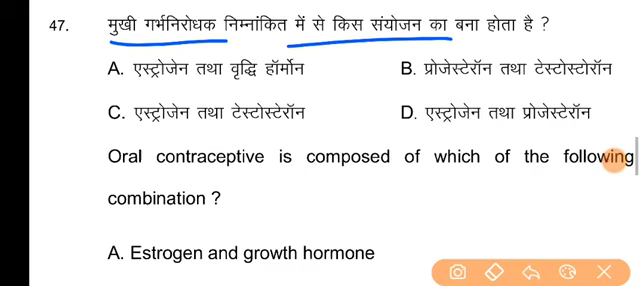 47. मुखी गर्भनिरोधक निम्नांकित में से किस संयोजन का बना होता है ?
A. एस्ट्रोजेन तथा वृद्धि हॉर्मोन B. प्रोजेस्टेरॉन तथा टेस्टोस्टोरॉन
C. एस्ट्रोजेन तथा टेस्टोस्टेरॉन D. एस्ट्रोजेन तथा प्रोजेस्टेरॉन
Oral contraceptive is composed of which of the following
combination ?
A. Estrogen and growth hormone